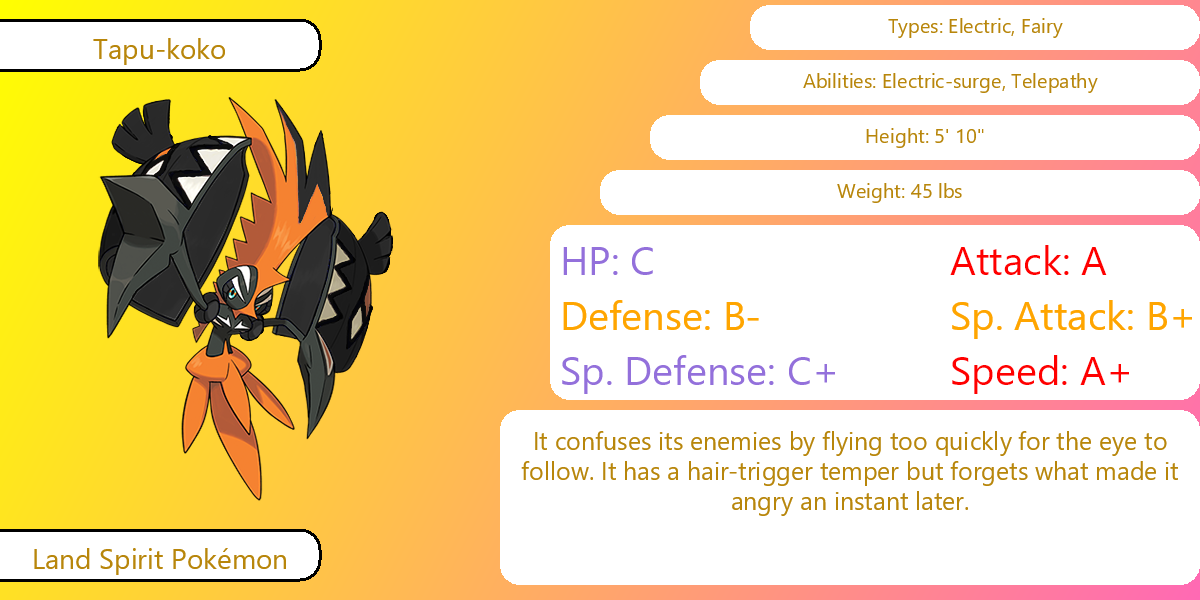 Tapu-koko
Types: Electric, Fairy
Abilities: Electric-surge, Telepathy
Height: 5' 10"
Weight: 45 lbs
HP: C
Attack: A
Defense: B-
Sp. Attack: B+
Sp. Defense: C+
Speed: A+
It confuses its enemies by flying too quickly for the eye to
follow. It has a hair-trigger temper but forgets what made it
angry an instant later.
Land Spirit Pokémon